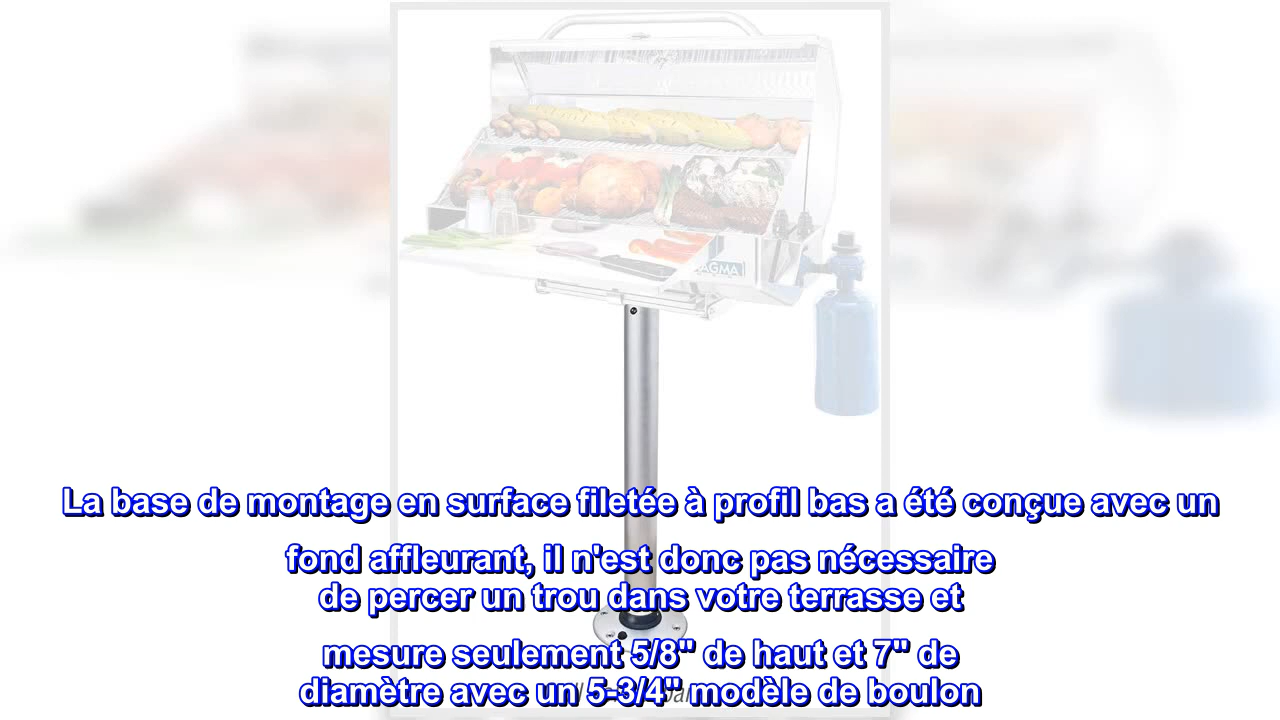 AGMA
La base de montage en surface filetée à profil bas a été conçue avec un
fond affleurant, il n'est donc pas nécessaire
de percer un trou dans votre terrasse et
mesure seulement 5/8" de haut et 7" de
diamètre avec un 5-3/4" modèle de boulon